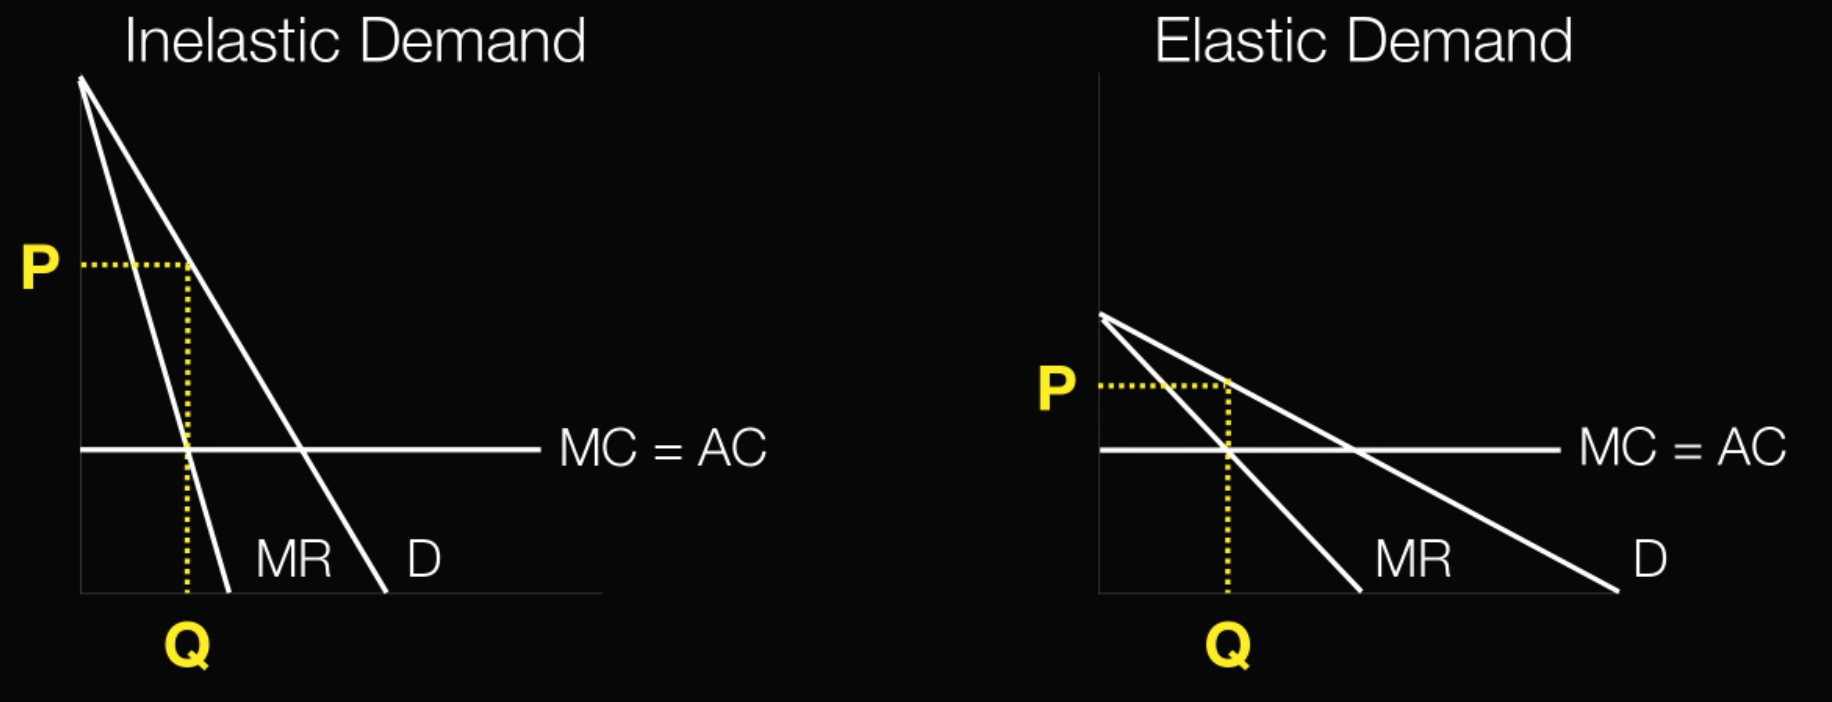 Inelastic Demand
P
MC = AC
MR
D
Q
Elastic Demand
P
MC = AC
MR
D
Q